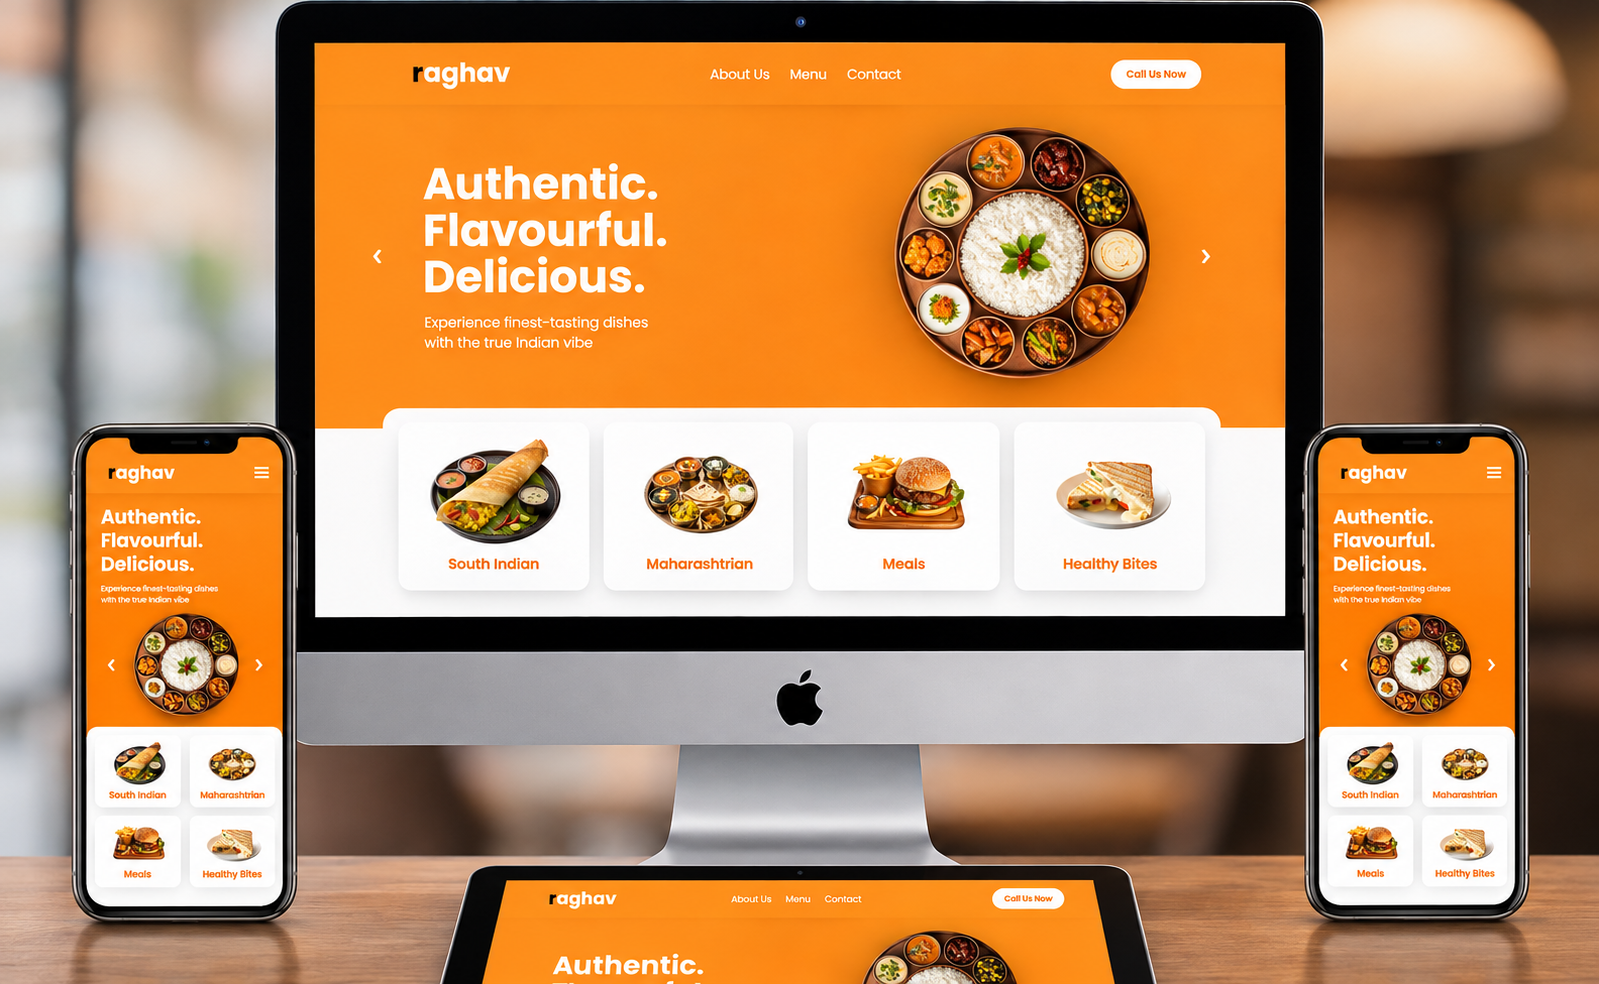 raghav
About Us Menu Contact
Call Us Now
Authentic.
Flavourful.
Delicious.
Experience finest-tasting dishes
with the true Indian vibe
South Indian
Maharashtrian
Meals
Healthy Bites
raghav
Authentic.
Flavourful.
Delicious.
Experience finest-tasting dishes
with the true Indian vibe
South Indian
Maharashtrian
Meals
Healthy Bites
raghav
Authentic.
Flavourful.
Delicious.
Experience finest-tasting dishes
with the true Indian vibe
South Indian
Maharashtrian
Meals
Healthy Bites
raghav
About Us Menu Contact
Call Us Now
Authentic.